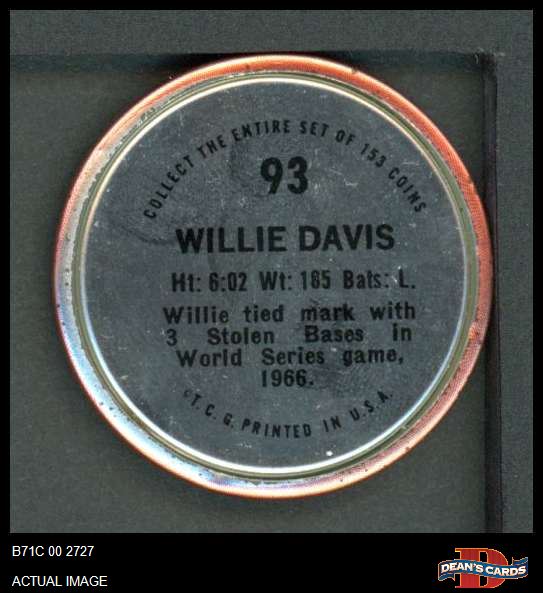 COLLECT THE ENTIRE SET OF 153 COINS
93
WILLIE DAVIS
Ht: 6:02 Wt: 185 Bats: L.
Willie tied mark with
3 Stolen Bases in
World Series game,
1966.
©T.C.G. PRINTED IN U.S.A.
B71C 00 2727
ACTUAL IMAGE
D
DEAN'S CARDS